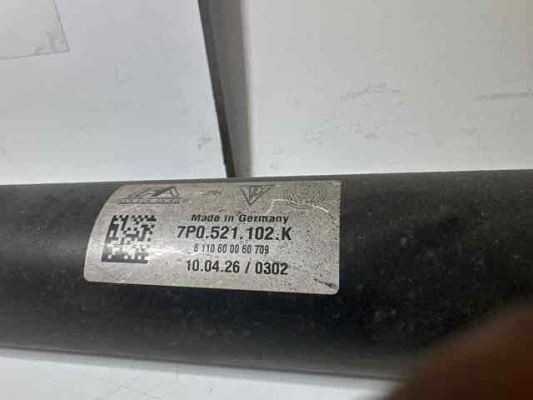 Made in Germany
7P0.521.102.K
8 110 60 00 60 709
10.04.26 / 0302